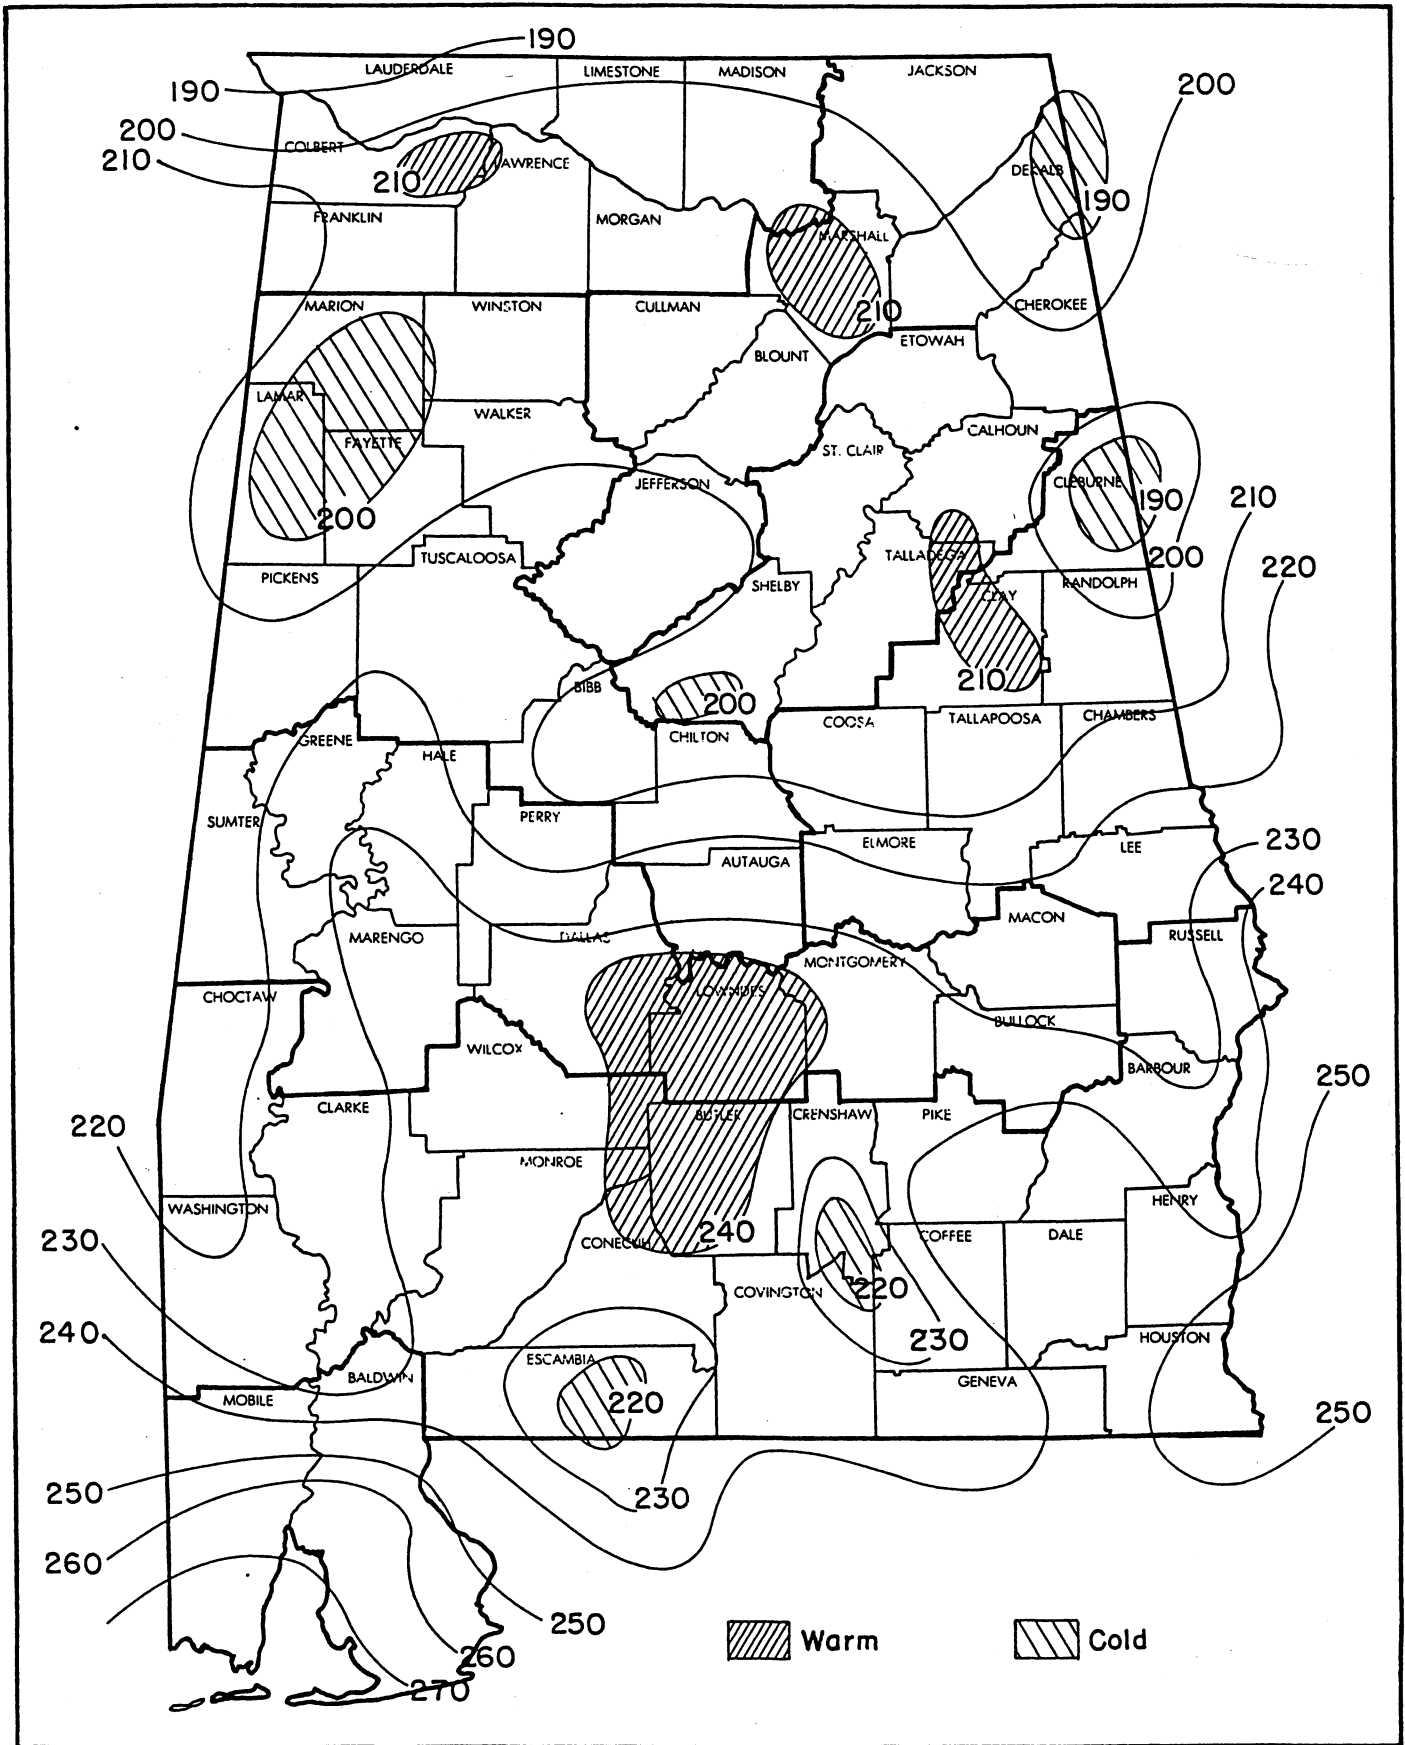 190
LAUDERDALE
LIMESTONE
MADISON
JACKSON
190
200
200
COLBERT
210
LAWRENCE
DEKALB
210
190
FRANKLIN
MORGAN
MARSHALL
MARION
WINSTON
CULLMAN
210
CHEROKEE
ETOWAH
BLOUNT
LAMAR
WALKER
FAYETTE
ST. CLAIR
CALHOUN
JEFFERSON
CLEBURNE
190
210
200
TUSCALOOSA
TALLADEGA
200
220
PICKENS
SHELBY
CLAY
RANDOLPH
BIBB
200
210
COOSA
TALLAPOOSA
CHAMBERS
GREENE
HALE
CHILTON
SUMTER
PERRY
AUTAUGA
ELMORE
LEE
230
240
MARENGO
DALLAS
MACON
RUSSELL
MONTGOMERY
CHOCTAW
LOWNDES
BULLOCK
WILCOX
BARBOUR
250
CLARKE
BUTLER
CRENSHAW
PIKE
220
MONROE
WASHINGTON
HENRY
230
CONECUH
240
COFFEE
DALE
COVINGTON
220
240
230
HOUSTON
ESCAMBIA
BALDWIN
GENEVA
MOBILE
220
250
250
230
260
250
Warm
Cold
260
270